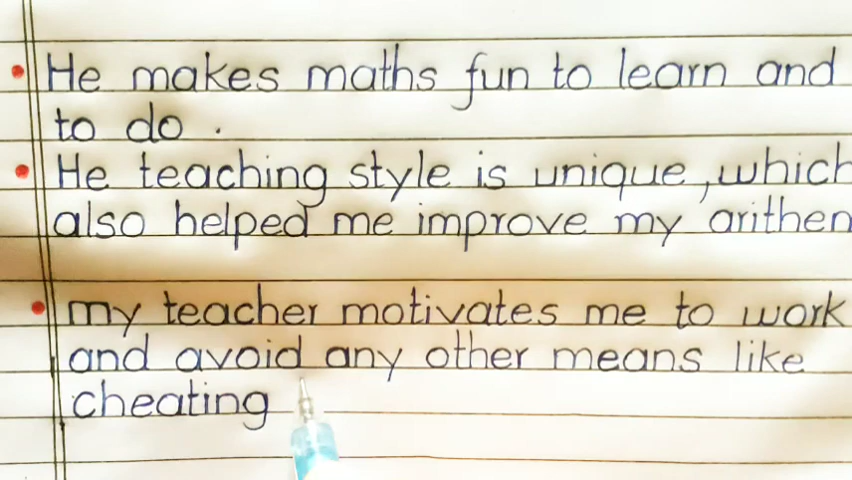 He makes maths fun to learn and
to do .
He teaching style is unique, which
also helped me improve my
my teacher motivates me to work
and avoid any other means like
cheating